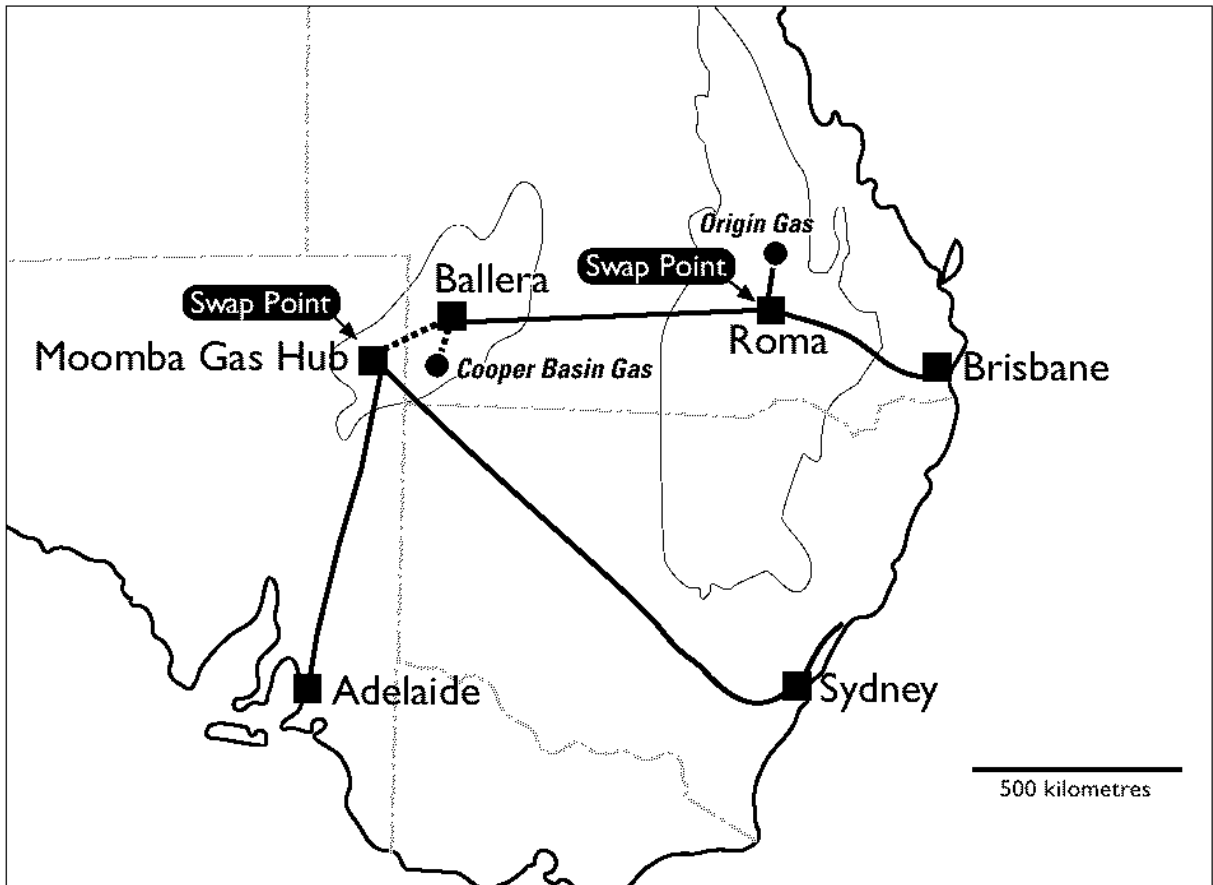 Origin Gas
Swap Point
Ballera
Swap Point
Roma
Moomba Gas Hub
Cooper Basin Gas
Brisbane
Adelaide
Sydney
500 kilometres